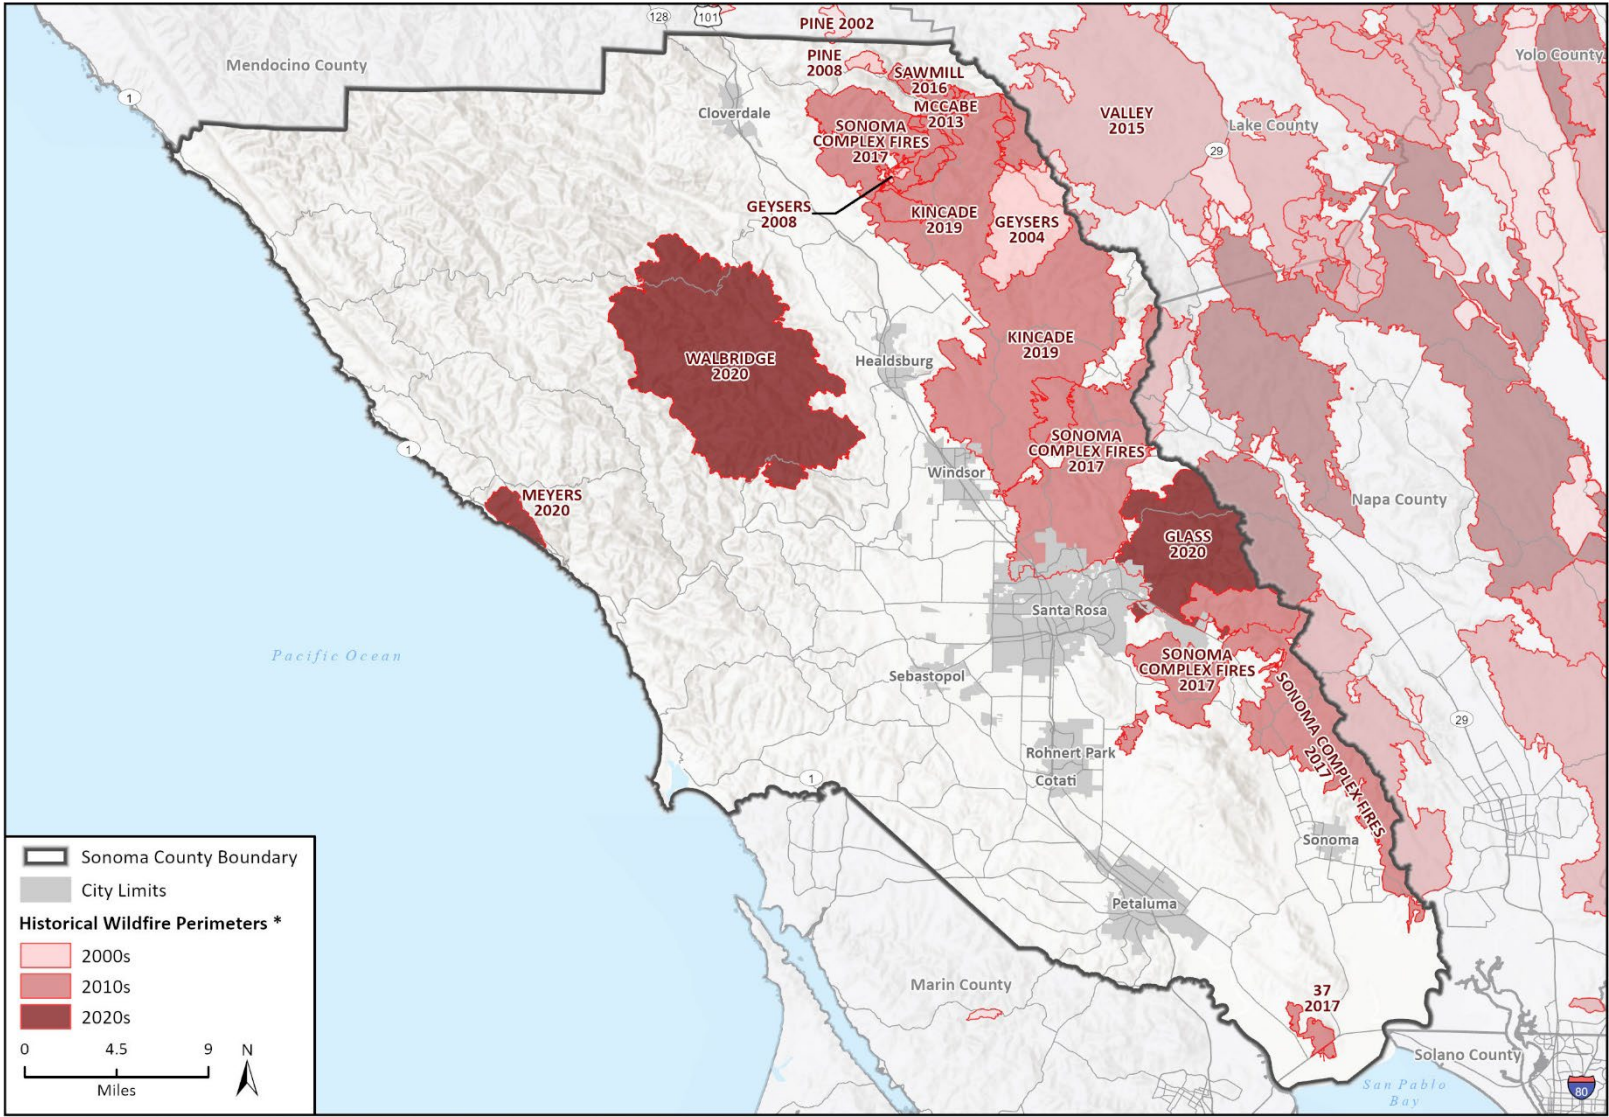 128
101
PINE 2002
Mendocino County
PINE
2008
SAWMILL
2016
Yolo County
1
Cloverdale
MCCABE
2013
VALLEY
2015
Lake County
SONOMA
COMPLEX FIRES
2017
29
GEYSERS
2008
KINCADE
2019
GEYSERS
2004
KINCADE
2019
WALBRIDGE
2020
Healdsburg
1
SONOMA
COMPLEX FIRES
2017
Windsor
MEYERS
2020
Napa County
GLASS
2020
Santa Rosa
Pacific Ocean
Sebastopol
SONOMA
COMPLEX FIRES
2017
SONOMA COMPLEX FIRES
2017
29
Rohnert Park
Cotati
1
Sonoma
Petaluma
Marin County
37
2017
Solano County
San Pablo
Bay
80
Sonoma County Boundary
City Limits
Historical Wildfire Perimeters *
2000s
2010s
2020s
0 4.5 9
Miles
N